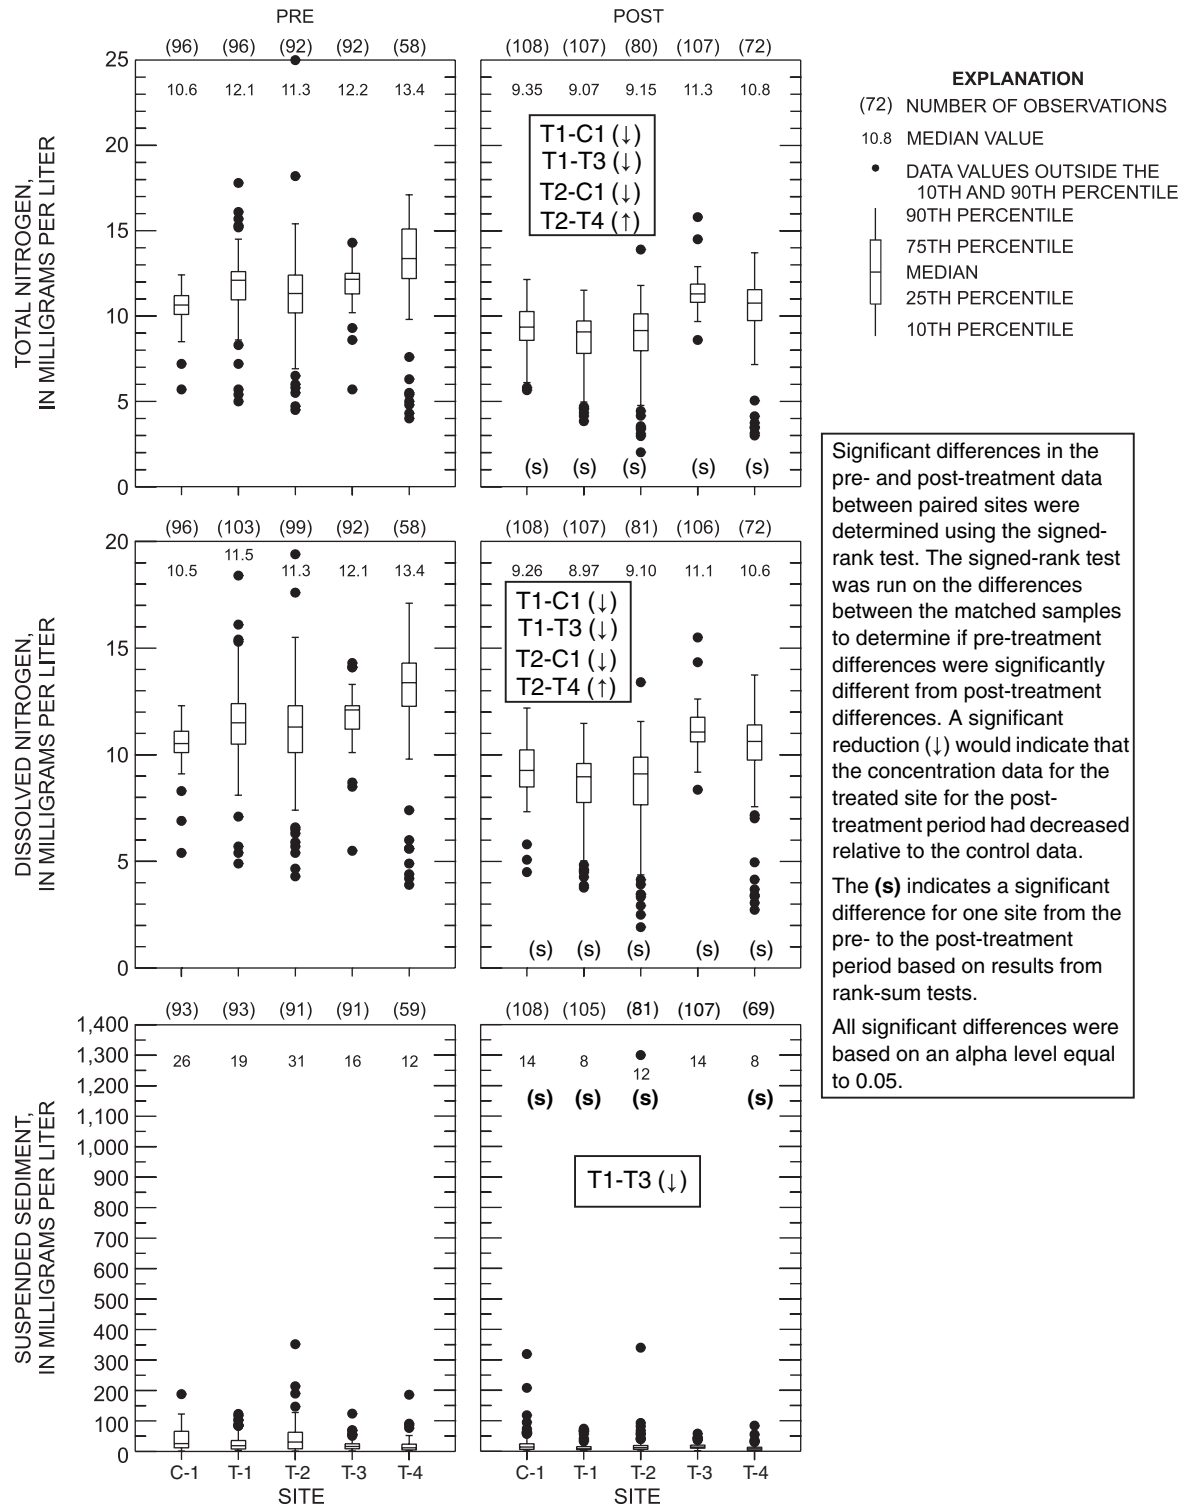 PRE
POST
(96) (96) (92) (92) (58)
(108) (107) (80) (107) (72)
10.6 12.1 11.3 12.2 13.4
9.35 9.07 9.15 11.3 10.8
TOTAL NITROGEN,
IN MILLIGRAMS PER LITER
25
20
15
10
5
0
T1-C1 (↓)
T1-T3 (↓)
T2-C1 (↓)
T2-T4 (↑)
(s) (s) (s) (s) (s)
EXPLANATION
(72) NUMBER OF OBSERVATIONS
10.8 MEDIAN VALUE
DATA VALUES OUTSIDE THE
10TH AND 90TH PERCENTILE
90TH PERCENTILE
75TH PERCENTILE
MEDIAN
25TH PERCENTILE
10TH PERCENTILE
(96) (103) (99) (92) (58)
(108) (107) (81) (106) (72)
10.5 11.5 11.3 12.1 13.4
9.26 8.97 9.10 11.1 10.6
DISSOLVED NITROGEN,
IN MILLIGRAMS PER LITER
20
15
10
5
0
T1-C1 (↓)
T1-T3 (↓)
T2-C1 (↓)
T2-T4 (↑)
(s) (s) (s) (s) (s)
Significant differences in the
pre- and post-treatment data
between paired sites were
determined using the signed-
rank test. The signed-rank test
was run on the differences
between the matched samples
to determine if pre-treatment
differences were significantly
different from post-treatment
differences. A significant
reduction (↓) would indicate that
the concentration data for the
treated site for the post-
treatment period had decreased
relative to the control data.
The (s) indicates a significant
difference for one site from the
pre- to the post-treatment
period based on results from
rank-sum tests.
All significant differences were
based on an alpha level equal
to 0.05.
(93) (93) (91) (91) (59)
(108) (105) (81) (107) (69)
26 19 31 16 12
14 8 12 14 8
(s) (s) (s) (s)
SUSPENDED SEDIMENT,
IN MILLIGRAMS PER LITER
1,400
1,300
1,200
1,100
1,000
900
800
700
600
500
400
300
200
100
0
T1-T3 (↓)
C-1 T-1 T-2 T-3 T-4
C-1 T-1 T-2 T-3 T-4
SITE
SITE